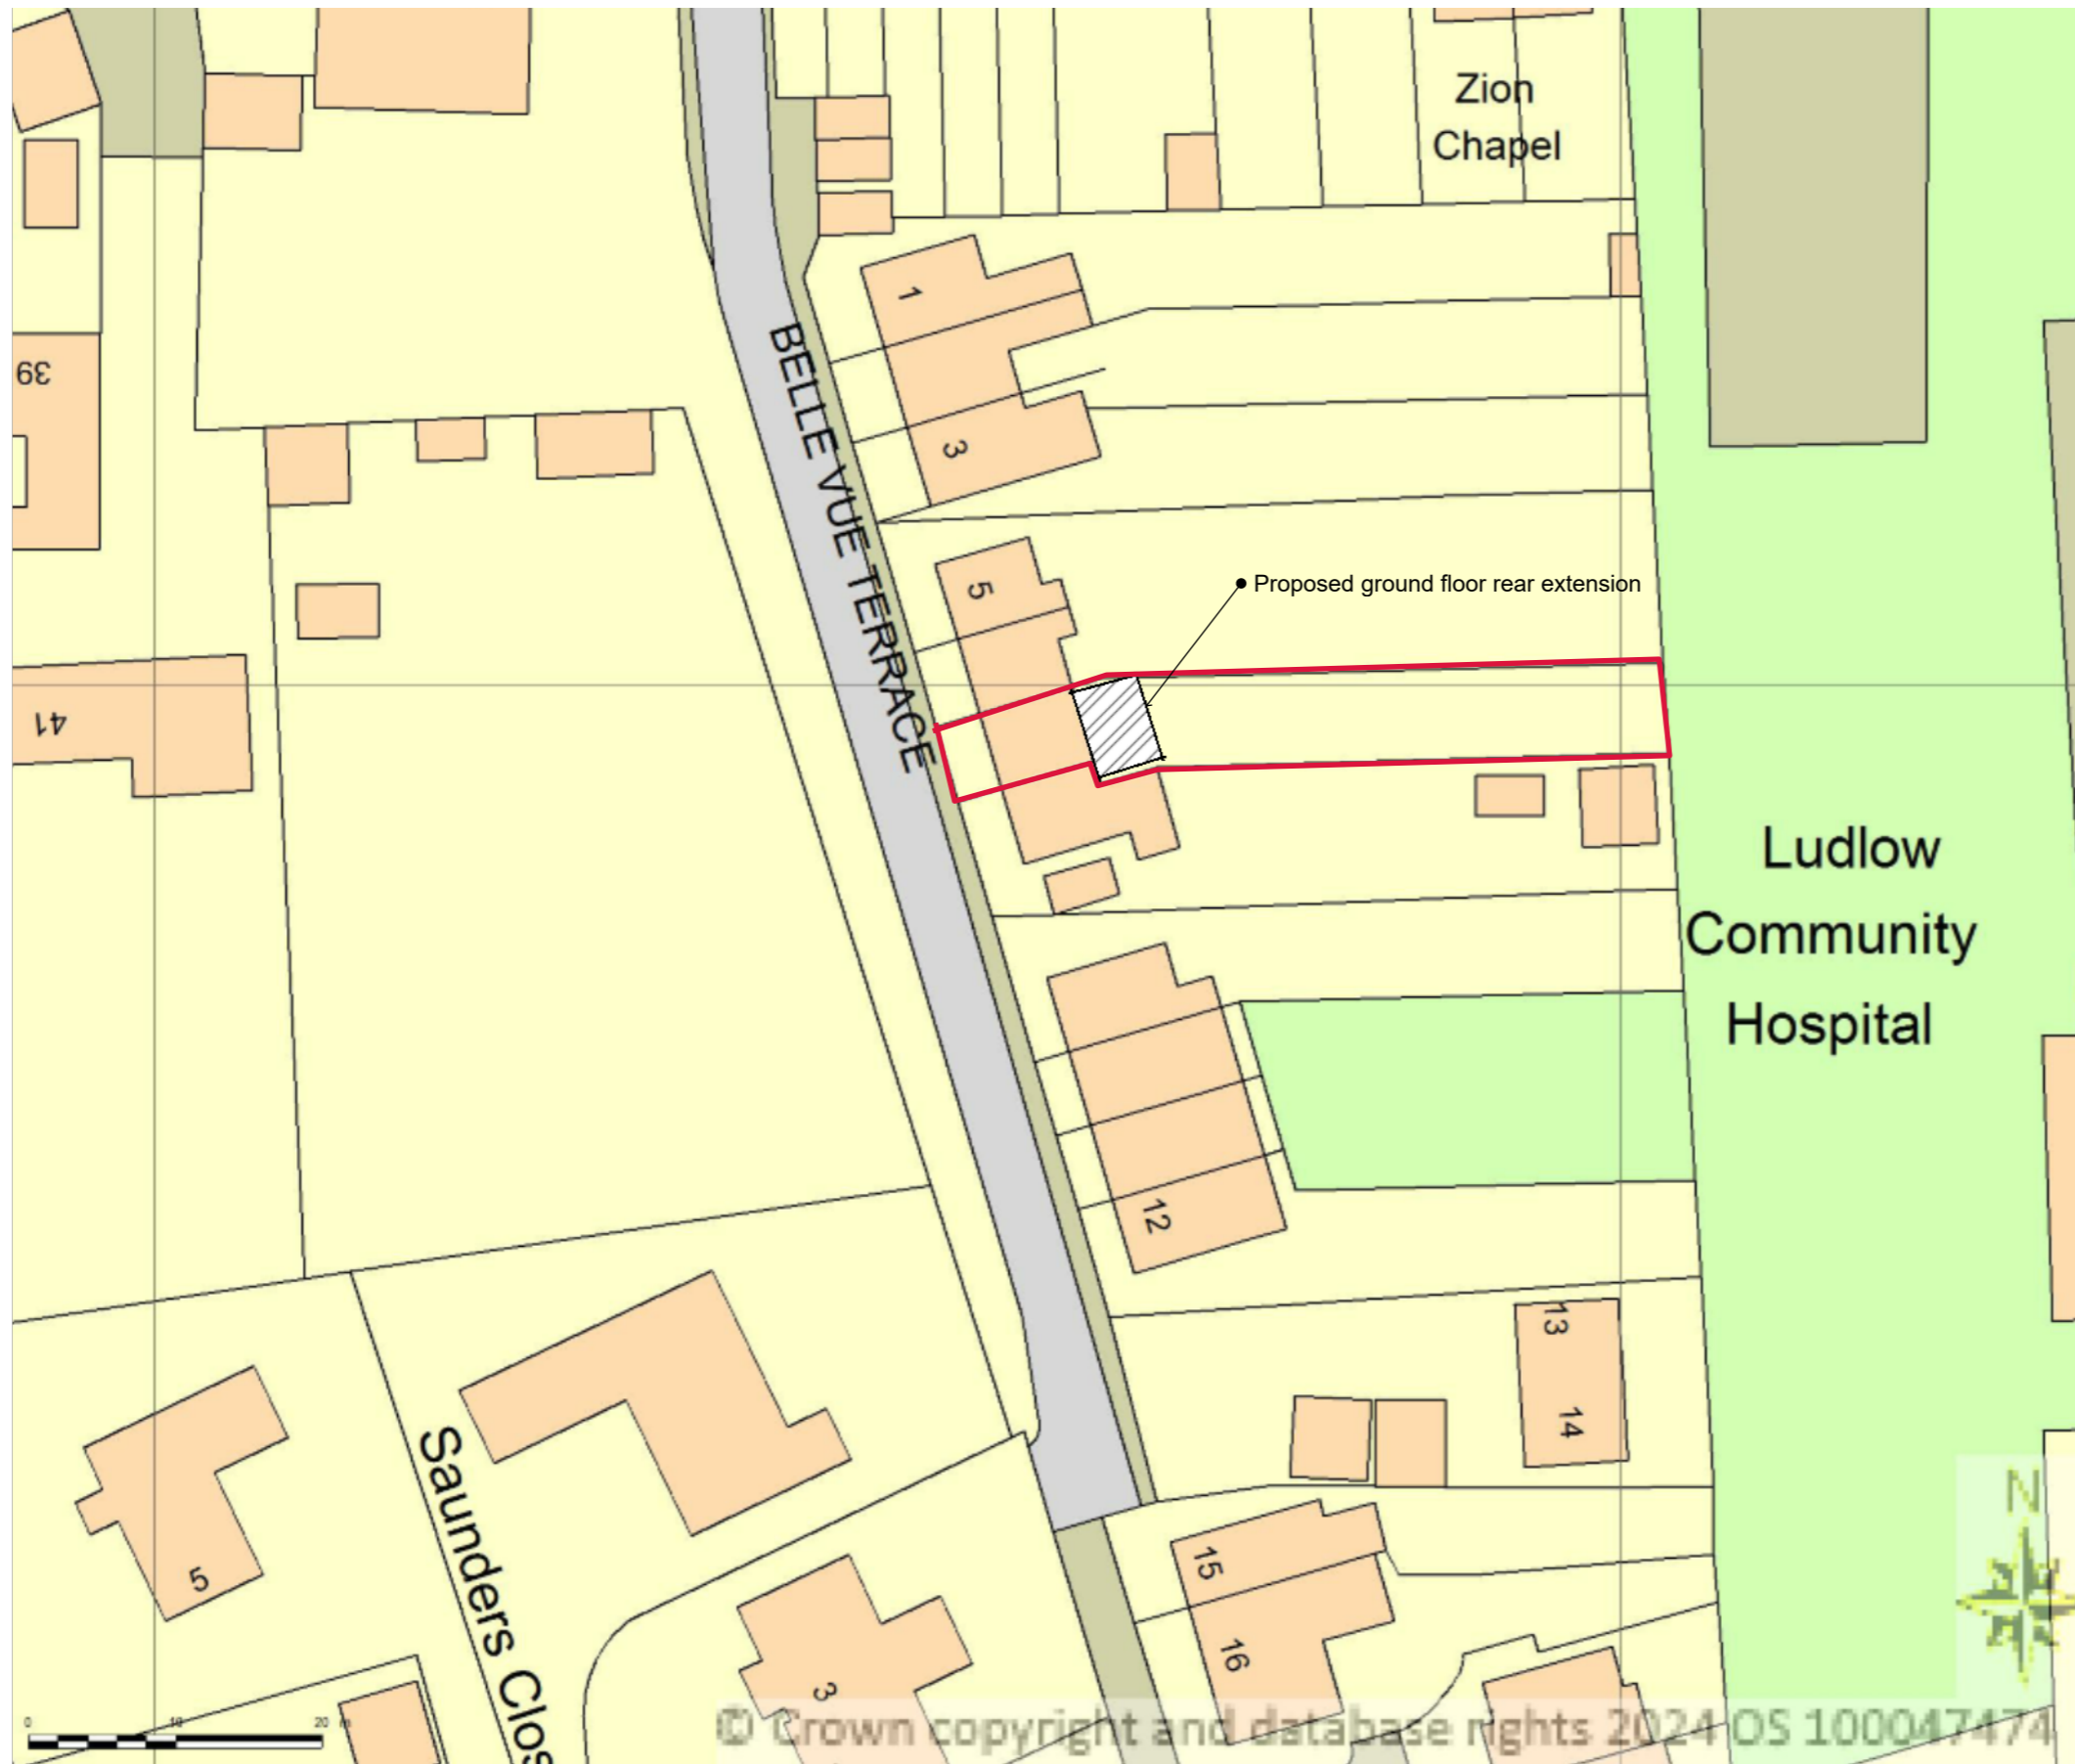 Zion
Chapel
1
39
BELLE VUE TERRACE
3
5
Proposed ground floor rear extension
41
Ludlow
Community
Hospital
12
13
14
Saunders Clos
5
15
16
3
N
0 10 20 m
© Crown copyright and database rights 2024 OS 100047474